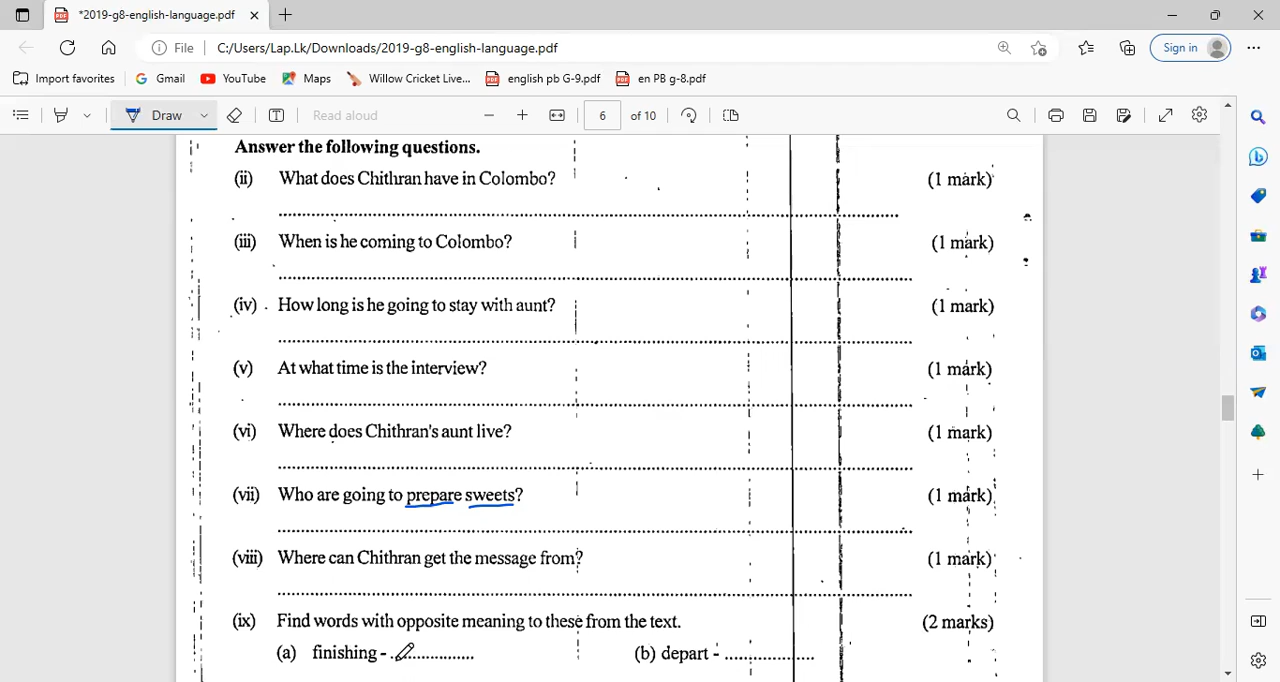 *2019-g8-english-language.pdf
File C:/Users/Lap.Lk/Downloads/2019-g8-english-language.pdf
Sign in
Import favorites Gmail YouTube Maps Willow Cricket Live... english pb G-9.pdf en PB g-8.pdf
Draw Read aloud 6 of 10
Answer the following questions.
(ii) What does Chithran have in Colombo? (1 mark)
(iii) When is he coming to Colombo? (1 mark)
(iv) How long is he going to stay with aunt? (1 mark)
(v) At what time is the interview? (1 mark)
(vi) Where does Chithran's aunt live? (1 mark)
(vii) Who are going to prepare sweets? (1 mark)
(viii) Where can Chithran get the message from? (1 mark)
(ix) Find words with opposite meaning to these from the text. (2 marks)
(a) finishing - .................. (b) depart - ..................